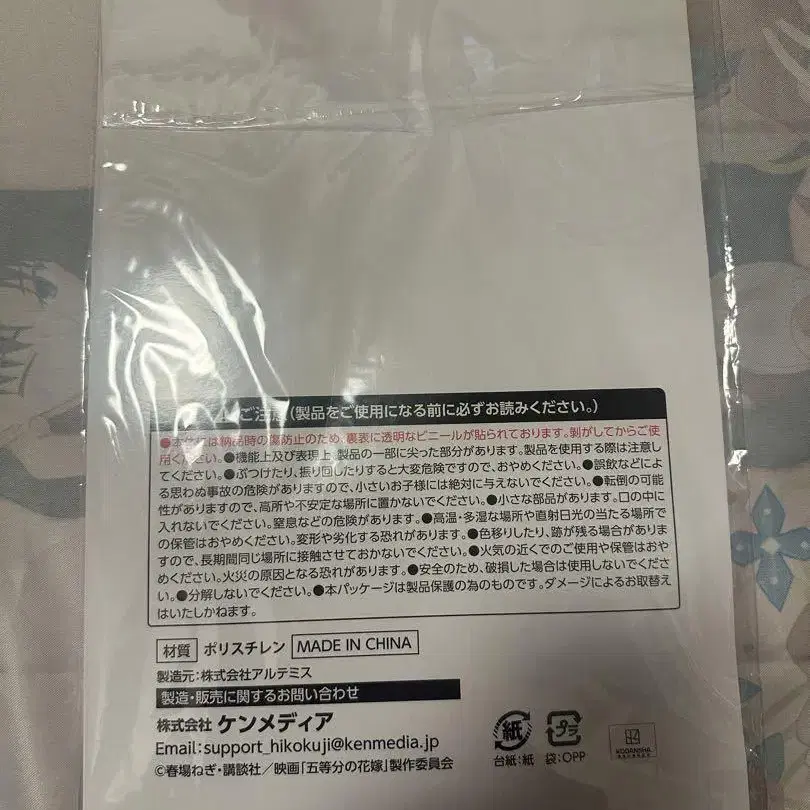 ご注意(製品をご使用になる前に必ずお読みください。)
●本体には納品時の傷防止のため、裏表に透明なビニールが貼られております。剝がしてからご使
用ください。●機能上及び表現上、製品の一部に尖った部分があります。製品を使用する際は注意し
てください。●ぶつけたり、振り回したりすると大変危険ですので、おやめください。●誤飲などによ
る思わぬ事故の危険がありますので、小さいお子様には絶対に与えないでください。●転倒の可能
性がありますので、高所や不安定な場所に置かないでください。●小さな部品があります。口の中に
入れないでください。窒息などの危険があります。●高温・多湿な場所や直射日光の当たる場所で
の保管はおやめください。変形や劣化する恐れがあります。●色移りしたり、跡が残る場合がありま
すので、長期間同じ場所に接触させておかないでください。●火気の近くでのご使用や保管はおや
めください。火災の原因となる恐れがあります。●安全のため、破損した場合は使用しないでくださ
い。●分解しないでください。●本パッケージは製品保護の為のものです。ダメージによるお取替え
はいたしかねます。
材質 ポリスチレン MADE IN CHINA
製造元:株式会社アルテミス
製造・販売に関するお問い合わせ
株式会社 ケンメディア
Email:support_hikokuji@kenmedia.jp
©春場ねぎ・講談社/映画「五等分の花嫁」製作委員会
紙 プラ
台紙:紙 袋:OPP
KODANSHA